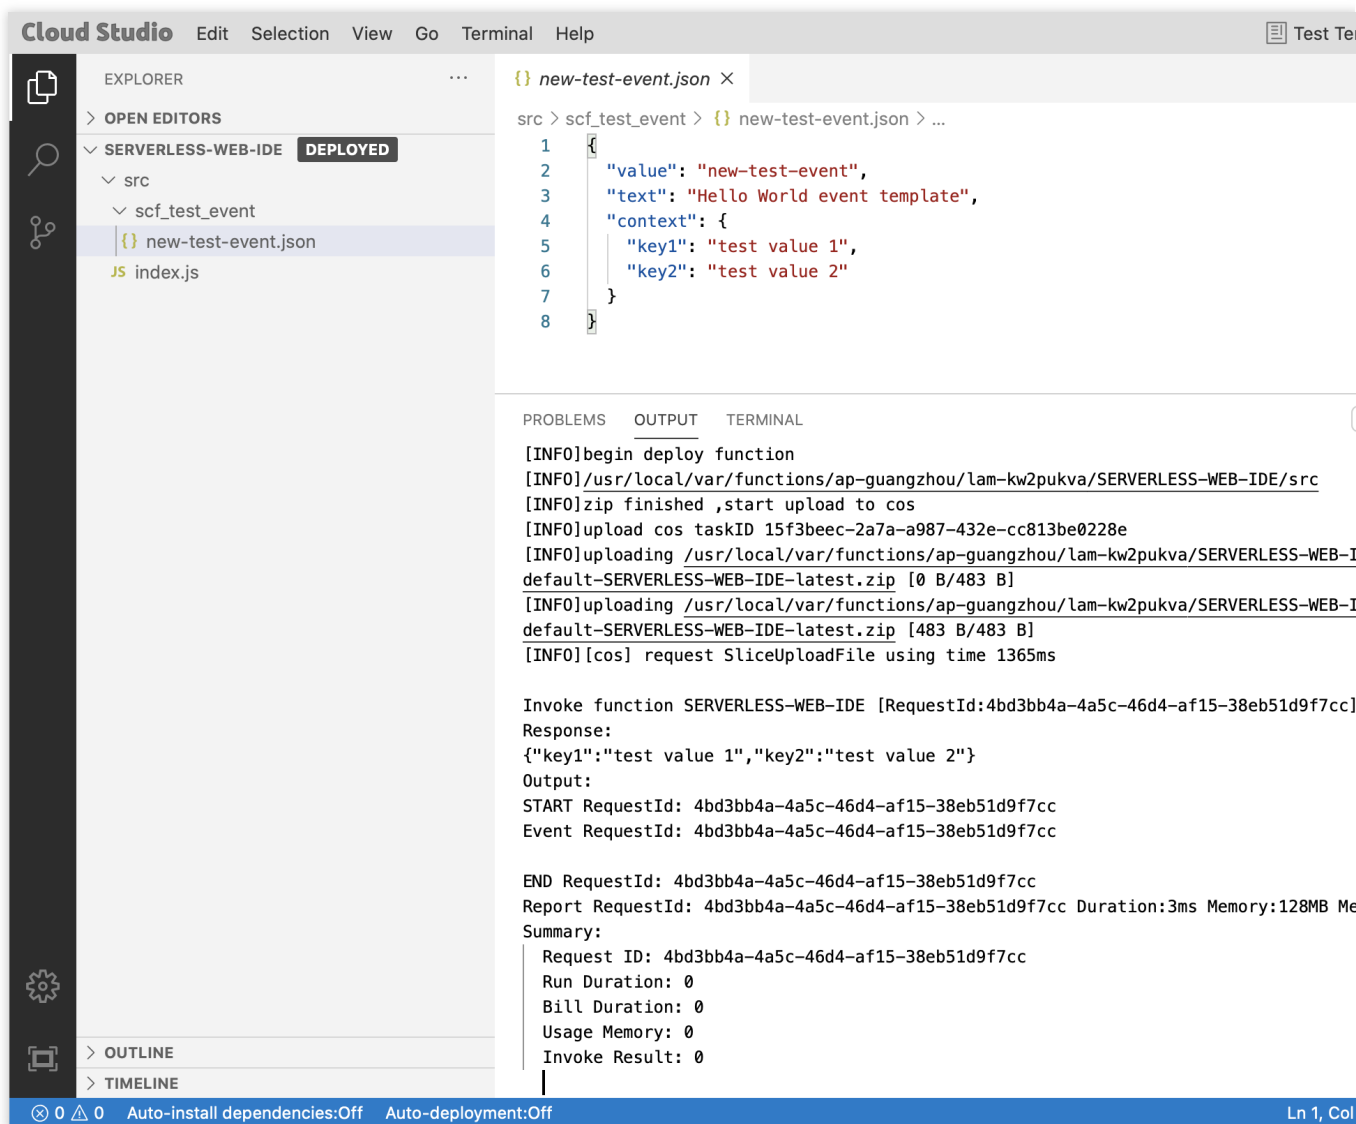 Cloud Studio Edit Selection View Go Terminal Help Test Ter
EXPLORER ...
OPEN EDITORS
SERVERLESS-WEB-IDE DEPLOYED
src
scf_test_event
{} new-test-event.json
JS index.js
OUTLINE
TIMELINE
{} new-test-event.json
src > scf_test_event > {} new-test-event.json > ...
1 {
2 "value": "new-test-event",
3 "text": "Hello World event template",
4 "context": {
5 "key1": "test value 1",
6 "key2": "test value 2"
7 }
8 }
PROBLEMS OUTPUT TERMINAL
[INFO]begin deploy function
[INFO]/usr/local/var/functions/ap-guangzhou/lam-kw2pukva/SERVERLESS-WEB-IDE/src
[INFO]zip finished ,start upload to cos
[INFO]upload cos taskID 15f3beec-2a7a-a987-432e-cc813be0228e
[INFO]uploading /usr/local/var/functions/ap-guangzhou/lam-kw2pukva/SERVERLESS-WEB-I
default-SERVERLESS-WEB-IDE-latest.zip [0 B/483 B]
[INFO]uploading /usr/local/var/functions/ap-guangzhou/lam-kw2pukva/SERVERLESS-WEB-I
default-SERVERLESS-WEB-IDE-latest.zip [483 B/483 B]
[INFO][cos] request SliceUploadFile using time 1365ms
Invoke function SERVERLESS-WEB-IDE [RequestId:4bd3bb4a-4a5c-46d4-af15-38eb51d9f7cc]
Response:
{"key1":"test value 1","key2":"test value 2"}
Output:
START RequestId: 4bd3bb4a-4a5c-46d4-af15-38eb51d9f7cc
Event RequestId: 4bd3bb4a-4a5c-46d4-af15-38eb51d9f7cc
END RequestId: 4bd3bb4a-4a5c-46d4-af15-38eb51d9f7cc
Report RequestId: 4bd3bb4a-4a5c-46d4-af15-38eb51d9f7cc Duration:3ms Memory:128MB Me
Summary:
Request ID: 4bd3bb4a-4a5c-46d4-af15-38eb51d9f7cc
Run Duration: 0
Bill Duration: 0
Usage Memory: 0
Invoke Result: 0
0 0 Auto-install dependencies:Off Auto-deployment:Off Ln 1, Col